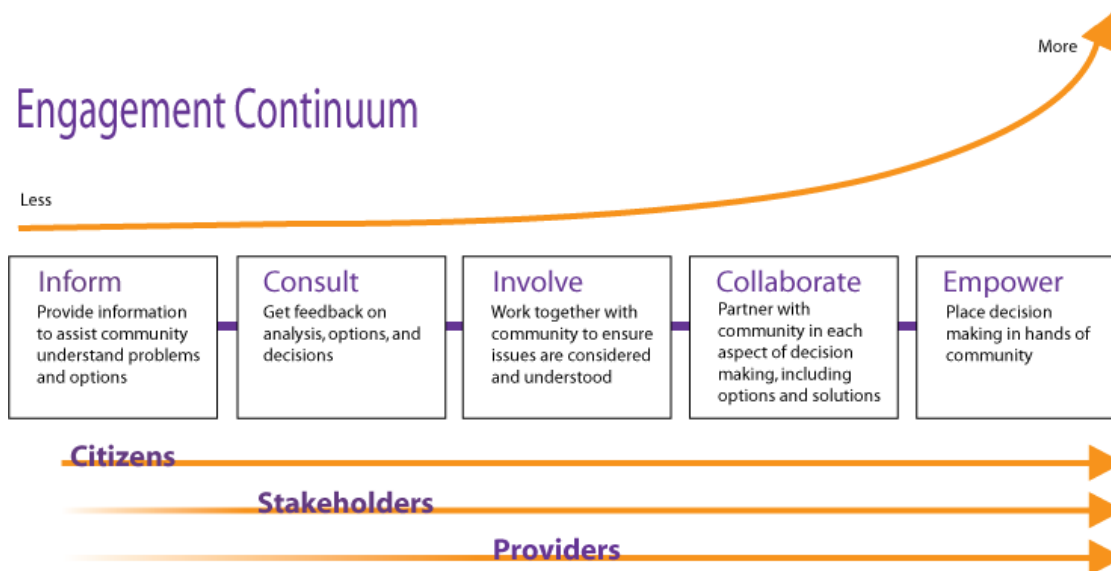 More
Engagement Continuum
Less
Inform
Provide information
to assist community
understand problems
and options
Consult
Get feedback on
analysis, options, and
decisions
Involve
Work together with
community to ensure
issues are considered
and understood
Collaborate
Partner with
community in each
aspect of decision
making, including
options and solutions
Empower
Place decision
making in hands of
community
Citizens
Stakeholders
Providers